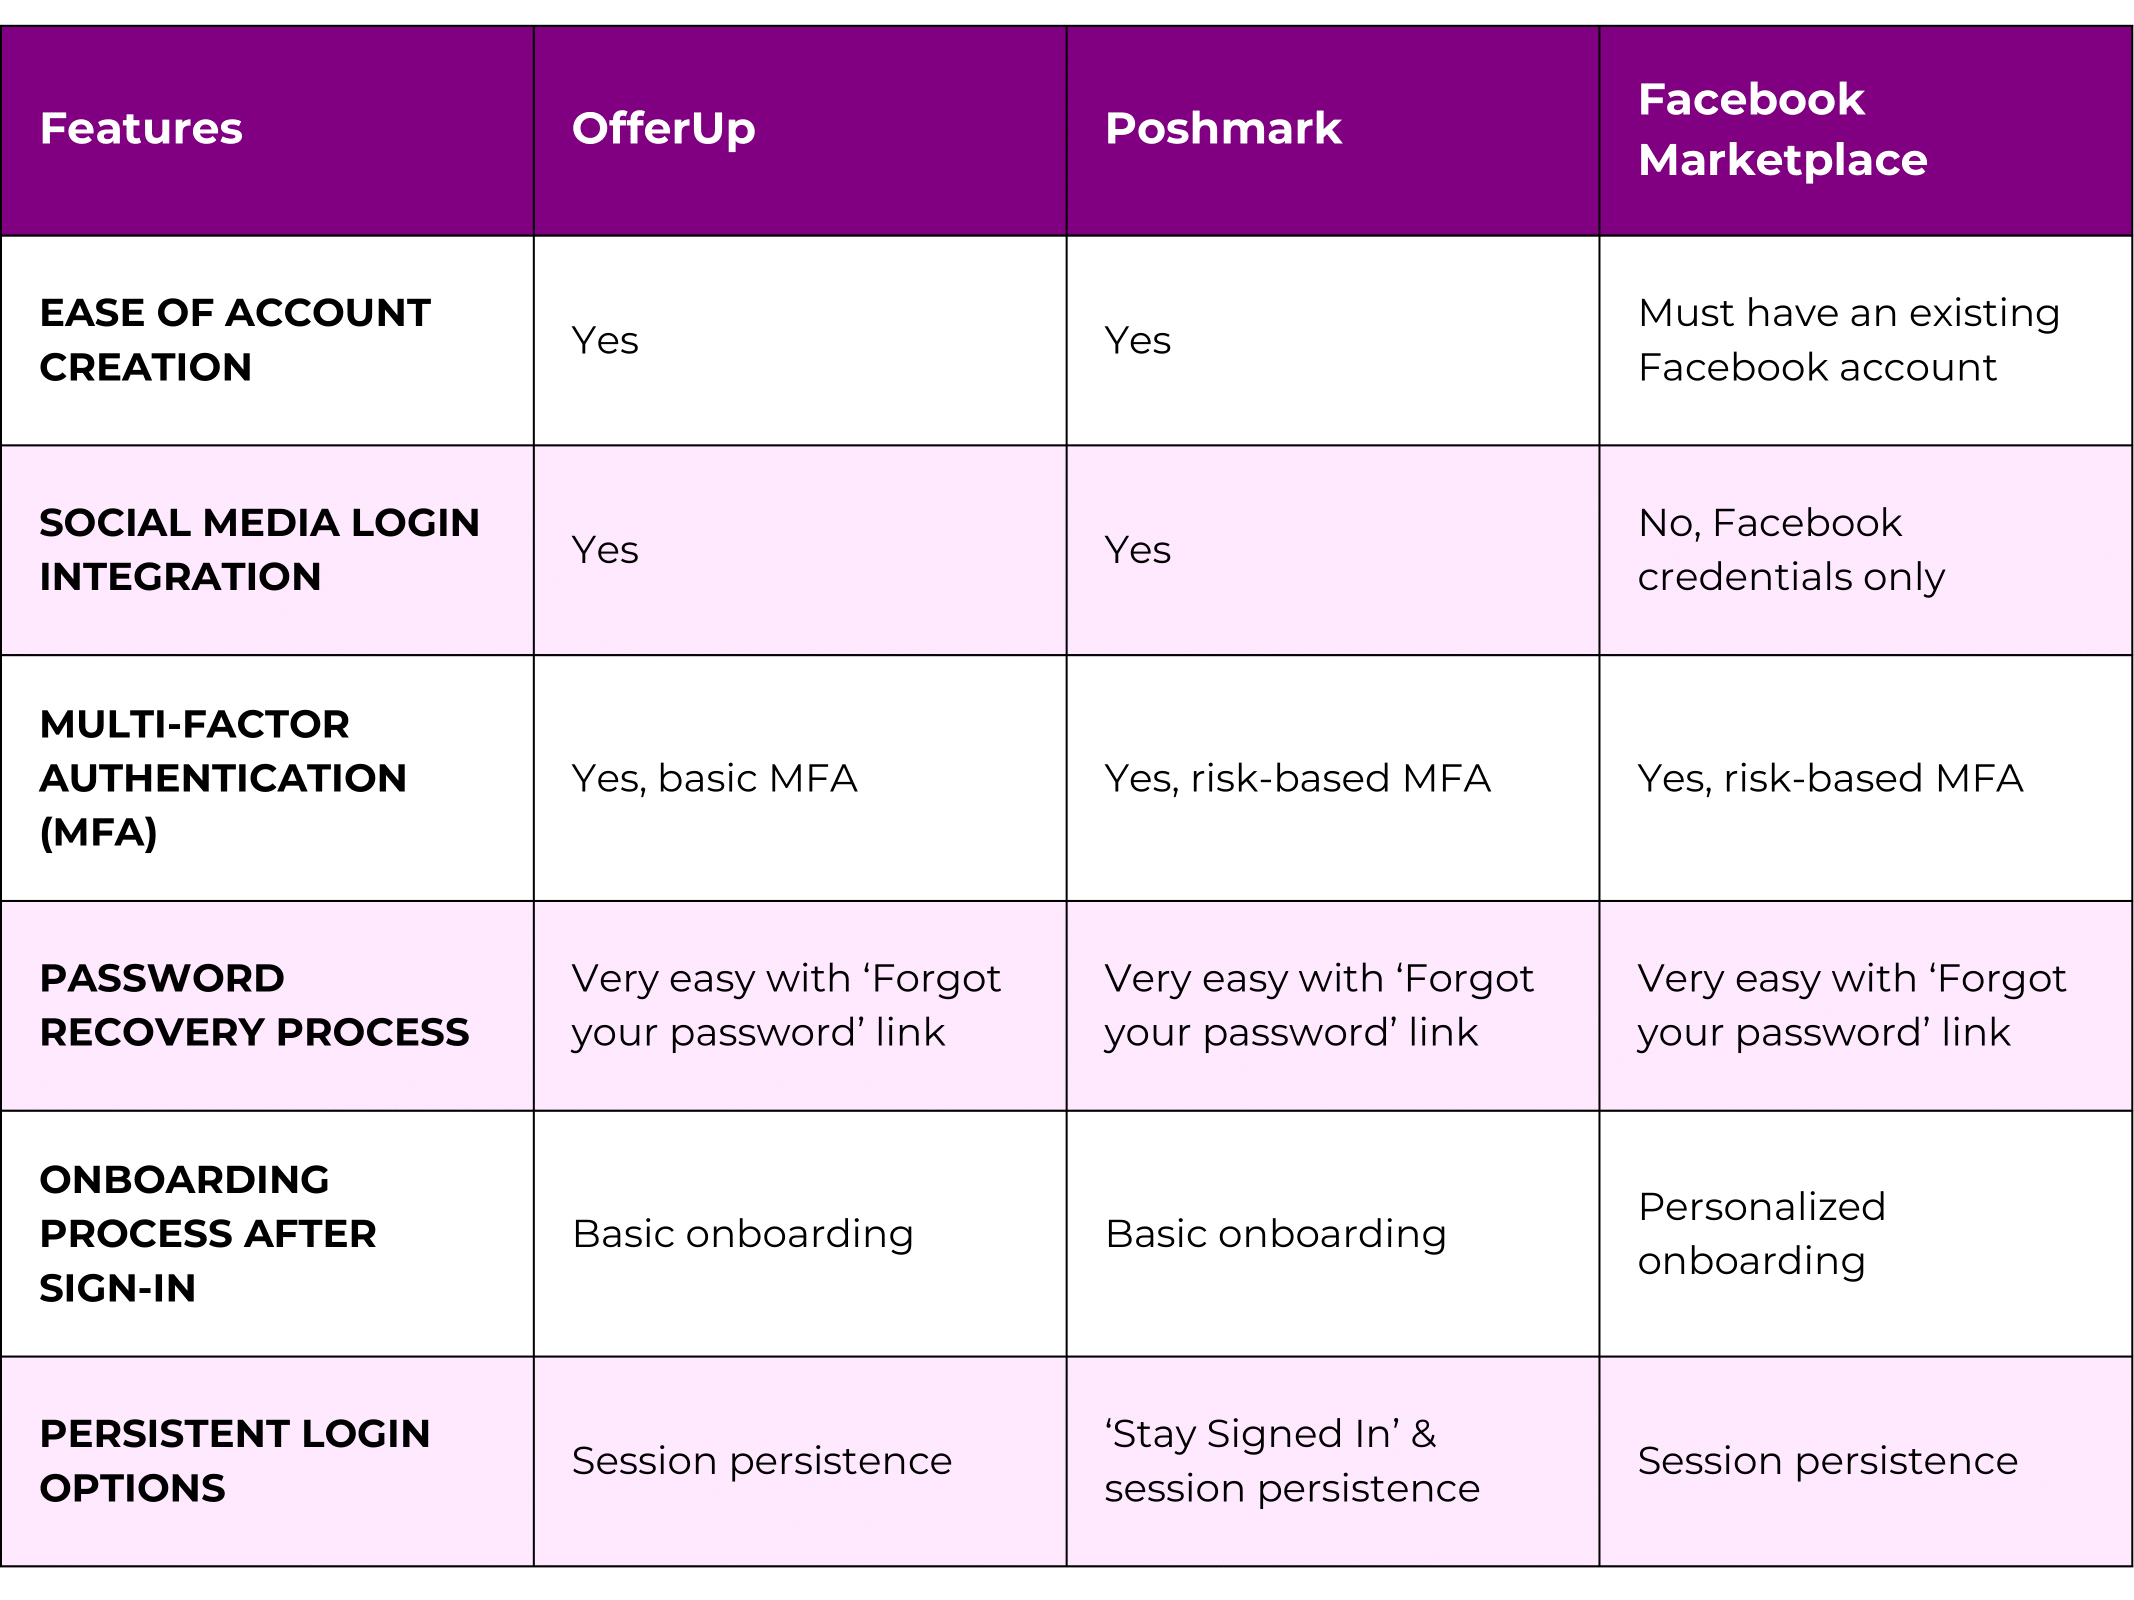 Features
OfferUp
Poshmark
Facebook
Marketplace
EASE OF ACCOUNT
CREATION
Yes
Yes
Must have an existing
Facebook account
SOCIAL MEDIA LOGIN
INTEGRATION
Yes
Yes
No, Facebook
credentials only
MULTI-FACTOR
AUTHENTICATION
(MFA)
Yes, basic MFA
Yes, risk-based MFA
Yes, risk-based MFA
PASSWORD
RECOVERY PROCESS
Very easy with ‘Forgot
your password’ link
Very easy with ‘Forgot
your password’ link
Very easy with ‘Forgot
your password’ link
ONBOARDING
PROCESS AFTER
SIGN-IN
Basic onboarding
Basic onboarding
Personalized
onboarding
PERSISTENT LOGIN
OPTIONS
Session persistence
‘Stay Signed In’ &
session persistence
Session persistence